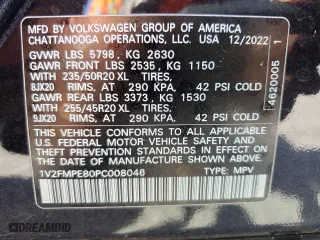 MFD BY VOLKSWAGEN GROUP OF AMERICA
CHATTANOOGA OPERATIONS, LLC. USA 12/2022
GVWR LBS 5798, KG 2630
GAWR FRONT LBS 2535, KG 1150
WITH 235/50R20 XL TIRES,
8JX20 RIMS, AT 290 KPA, 42 PSI COLD
GAWR REAR LBS 3373, KG 1530
WITH 255/45R20 XL TIRES,
9JX20 RIMS, AT 290 KPA, 42 PSI COLD
THIS VEHICLE CONFORMS TO ALL APPLICABLE
U.S. FEDERAL MOTOR VEHICLE SAFETY
AND THEFT PREVENTION STANDARDS IN EFFECT
ON THE DATE OF MANUFACTURE SHOWN ABOVE.
1V2FMPE80PC008046 TYPE: MPV
4620005 1
DREAMBID